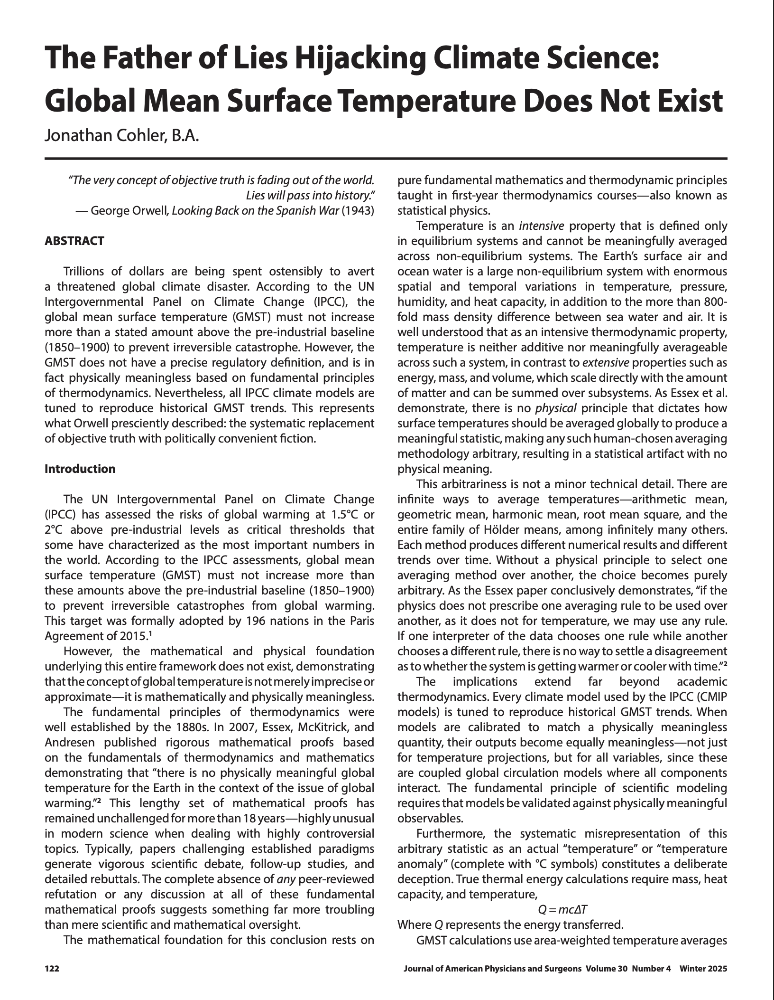 The Father of Lies Hijacking Climate Science:
Global Mean Surface Temperature Does Not Exist
Jonathan Cohler, B.A.
“The very concept of objective truth is fading out of the world.
Lies will pass into history.”
— George Orwell, Looking Back on the Spanish War (1943)
ABSTRACT
Trillions of dollars are being spent ostensibly to avert
a threatened global climate disaster. According to the UN
Intergovernmental Panel on Climate Change (IPCC), the
global mean surface temperature (GMST) must not increase
more than a stated amount above the pre-industrial baseline
(1850–1900) to prevent irreversible catastrophe. However, the
GMST does not have a precise regulatory definition, and is in
fact physically meaningless based on fundamental principles
of thermodynamics. Nevertheless, all IPCC climate models are
tuned to reproduce historical GMST trends. This represents
what Orwell presciently described: the systematic replacement
of objective truth with politically convenient fiction.
Introduction
The UN Intergovernmental Panel on Climate Change
(IPCC) has assessed the risks of global warming at 1.5°C or
2°C above pre-industrial levels as critical thresholds that
some have characterized as the most important numbers in
the world. According to the IPCC assessments, global mean
surface temperature (GMST) must not increase more than
these amounts above the pre-industrial baseline (1850–1900)
to prevent irreversible catastrophes from global warming.
This target was formally adopted by 196 nations in the Paris
Agreement of 2015.¹
However, the mathematical and physical foundation
underlying this entire framework does not exist, demonstrating
that the concept of global temperature is not merely imprecise or
approximate—it is mathematically and physically meaningless.
The fundamental principles of thermodynamics were
well established by the 1880s. In 2007, Essex, McKitrick, and
Andresen published rigorous mathematical proofs based
on the fundamentals of thermodynamics and mathematics
demonstrating that “there is no physically meaningful global
temperature for the Earth in the context of the issue of global
warming.”² This lengthy set of mathematical proofs has
remained unchallenged for more than 18 years—highly unusual
in modern science when dealing with highly controversial
topics. Typically, papers challenging established paradigms
generate vigorous scientific debate, follow-up studies, and
detailed rebuttals. The complete absence of any peer-reviewed
refutation or any discussion at all of these fundamental
mathematical proofs suggests something far more troubling
than mere scientific and mathematical oversight.
The mathematical foundation for this conclusion rests on
pure fundamental mathematics and thermodynamic principles
taught in first-year thermodynamics courses—also known as
statistical physics.
Temperature is an intensive property that is defined only
in equilibrium systems and cannot be meaningfully averaged
across non-equilibrium systems. The Earth’s surface air and
ocean water is a large non-equilibrium system with enormous
spatial and temporal variations in temperature, pressure,
humidity, and heat capacity, in addition to the more than 800-
fold mass density difference between sea water and air. It is
well understood that as an intensive thermodynamic property,
temperature is neither additive nor meaningfully averageable
across such a system, in contrast to extensive properties such as
energy, mass, and volume, which scale directly with the amount
of matter and can be summed over subsystems. As Essex et al.
demonstrate, there is no physical principle that dictates how
surface temperatures should be averaged globally to produce a
meaningful statistic, making any such human-chosen averaging
methodology arbitrary, resulting in a statistical artifact with no
physical meaning.
This arbitrariness is not a minor technical detail. There are
infinite ways to average temperatures—arithmetic mean,
geometric mean, harmonic mean, root mean square, and the
entire family of Hölder means, among infinitely many others.
Each method produces different numerical results and different
trends over time. Without a physical principle to select one
averaging method over another, the choice becomes purely
arbitrary. As the Essex paper conclusively demonstrates, “if the
physics does not prescribe one averaging rule to be used over
another, as it does not for temperature, we may use any rule.
If one interpreter of the data chooses one rule while another
chooses a different rule, there is no way to settle a disagreement
as to whether the system is getting warmer or cooler with time.”²
The implications extend far beyond academic
thermodynamics. Every climate model used by the IPCC (CMIP
models) is tuned to reproduce historical GMST trends. When
models are calibrated to match a physically meaningless
quantity, their outputs become equally meaningless—not just
for temperature projections, but for all variables, since these
are coupled global circulation models where all components
interact. The fundamental principle of scientific modeling
requires that models be validated against physically meaningful
observables.
Furthermore, the systematic misrepresentation of this
arbitrary statistic as an actual “temperature” or “temperature
anomaly” (complete with °C symbols) constitutes a deliberate
deception. True thermal energy calculations require mass, heat
capacity, and temperature,
Q = mcΔT
Where Q represents the energy transferred.
GMST calculations use area-weighted temperature averages
122
Journal of American Physicians and Surgeons Volume 30 Number 4 Winter 2025